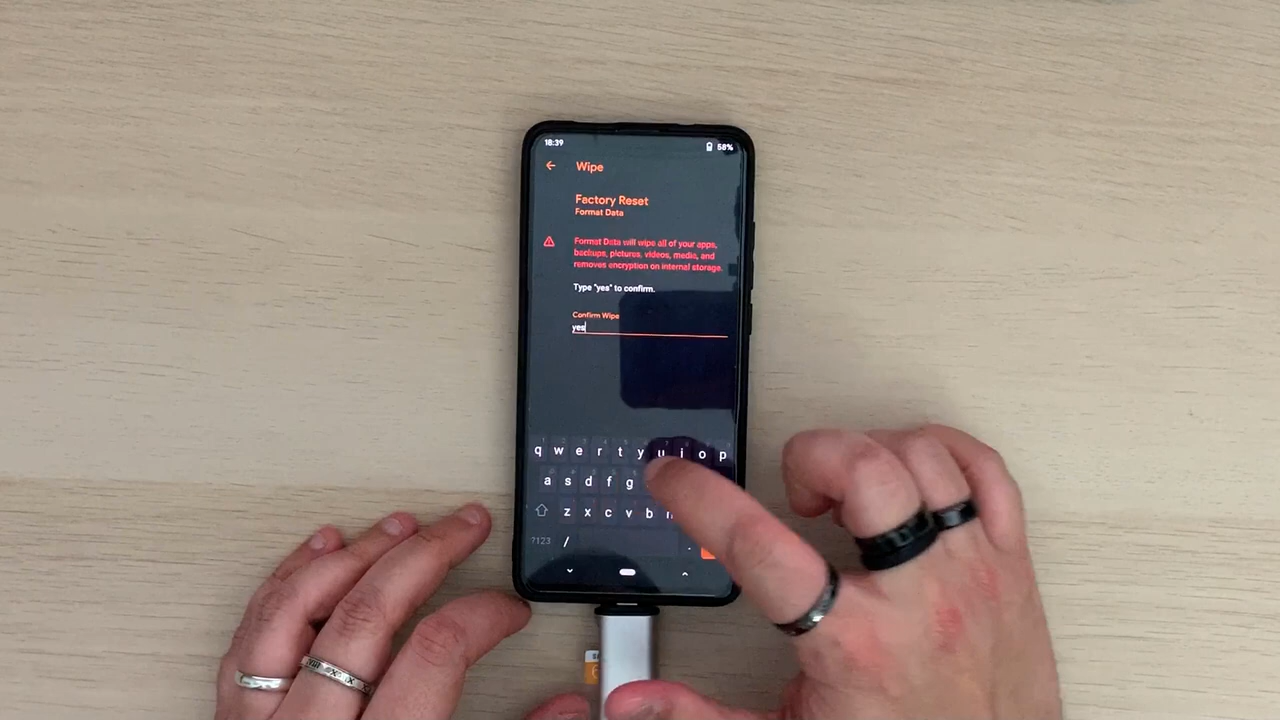 18:39 58%
Wipe
Factory Reset
Format Data
Format Data will wipe all of your apps,
backups, pictures, videos, media, and
removes encryption on internal storage.
Type "yes" to confirm.
Confirm Wipe
yes
q w e r t y u i o p
a s d f g
z x c v b
?123 / .